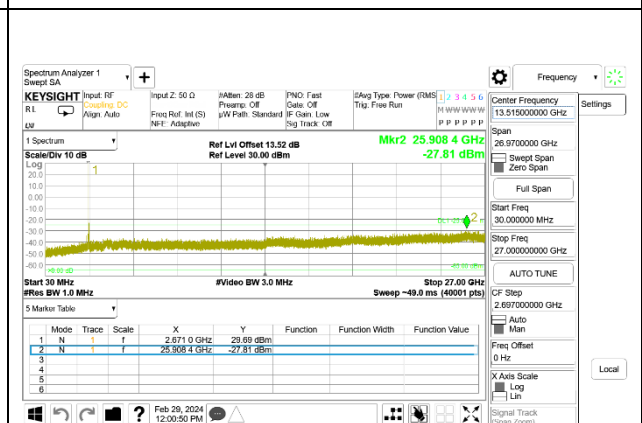 Spectrum Analyzer 1
Swept SA
+
Frequency
KEYSIGHT
RL
Input: RF
Coupling: DC
Align: Auto
Input Z: 50 Ω
Freq Ref: Int (S)
NFE: Adaptive
#Atten: 28 dB
Preamp: Off
µW Path: Standard
PNO: Fast
Gate: Off
IF Gain: Low
Sig Track: Off
#Avg Type: Power (RMS
Trig: Free Run
1 2 3 4 5 6
M W W W W W
P P P P P P
Settings
Center Frequency
13.515000000 GHz
Span
26.9700000 GHz
Swept Span
Zero Span
Full Span
Start Freq
30.000000 MHz
Stop Freq
27.000000000 GHz
AUTO TUNE
CF Step
2.697000000 GHz
Auto
Man
Freq Offset
0 Hz
X Axis Scale
Log
Lin
Signal Track
(Span Zoom)
Local
1 Spectrum
Scale/Div 10 dB
Ref Lvl Offset 13.52 dB
Ref Level 30.00 dBm
Mkr2 25.908 4 GHz
-27.81 dBm
Log
1
20.0
10.0
0.00
-10.0
-20.0
-30.0
-40.0
-50.0
-60.0
2
Start 30 MHz
#Res BW 1.0 MHz
#Video BW 3.0 MHz
Stop 27.00 GHz
Sweep ~49.0 ms (40001 pts)
5 Marker Table
Mode Trace Scale X Y Function Function Width Function Value
1 N 1 f 2.671 0 GHz 29.69 dBm
2 N 1 f 25.908 4 GHz -27.81 dBm
3
4
5
6
?
Feb 29, 2024
12:00:50 PM